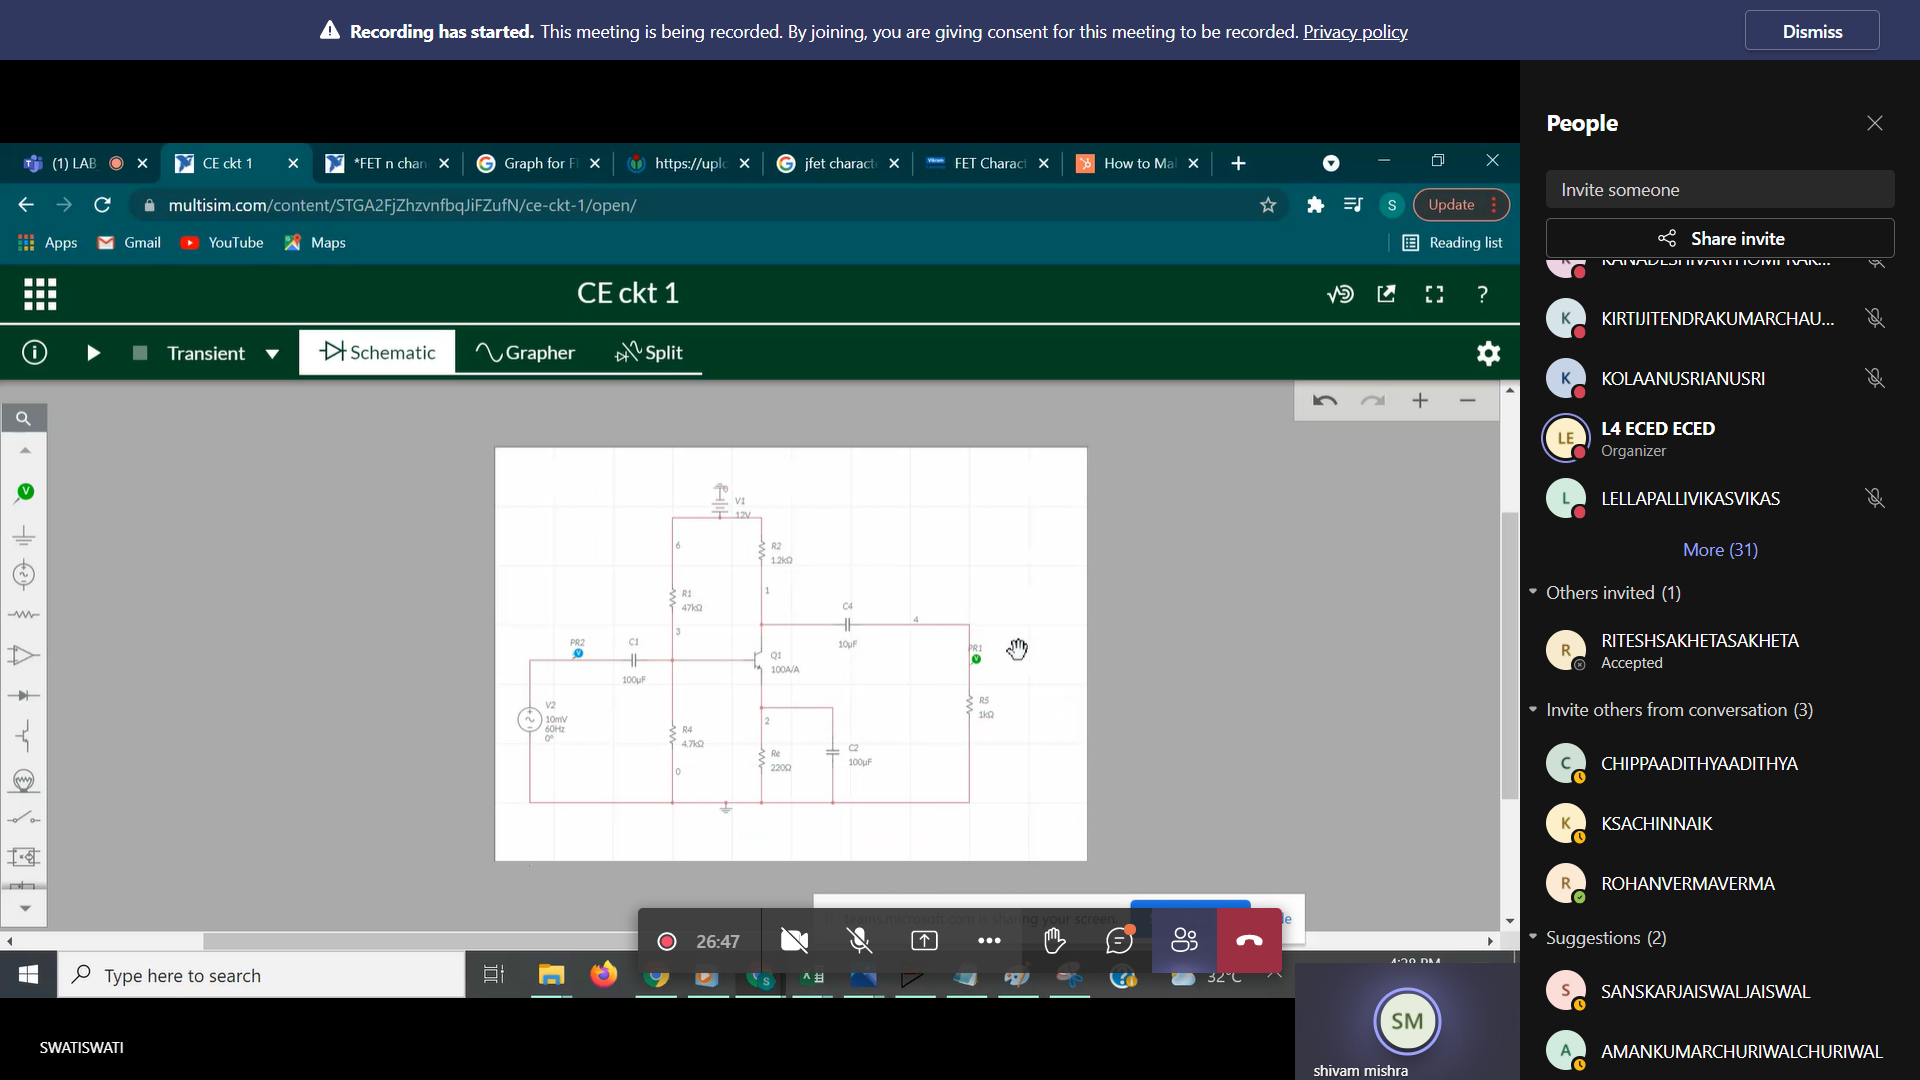 Recording has started. This meeting is being recorded. By joining, you are giving consent for this meeting to be recorded. Privacy policy
Dismiss
(1) LAB
CE ckt 1
*FET n chan
Graph for F
https://uplo
jfet charact
FET Charac
How to Mal
multisim.com/content/STGA2FjZhzvnfbqJiFZufN/ce-ckt-1/open/
S
Update
Apps
Gmail
YouTube
Maps
Reading list
CE ckt 1
?
Transient
Schematic
Grapher
Split
V1
12V
6
R2
1.2kΩ
1
R1
47kΩ
3
C4
10μF
4
PR2
C1
100μF
Q1
100A/A
PR1
V2
10mV
60Hz
0°
R4
4.7kΩ
0
2
Re
220Ω
C2
100μF
R5
1kΩ
teams.microsoft.com is sharing your screen.
26:47
Type here to search
32°C
4:28 PM
SWATISWATI
SM
shivam mishra
People
Invite someone
Share invite
K
KIRTIJITENDRAKUMARCHAU...
K
KOLAANUSRIANUSRI
LE
L4 ECED ECED
Organizer
L
LELLAPALLIVIKASVIKAS
More (31)
Others invited (1)
R
RITESHSAKHETASAKHETA
Accepted
Invite others from conversation (3)
C
CHIPPAADITHYAADITHYA
K
KSACHINNAIK
R
ROHANVERMAVERMA
Suggestions (2)
S
SANSKARJAISWALJAISWAL
A
AMANKUMARCHURIWALCHURIWAL